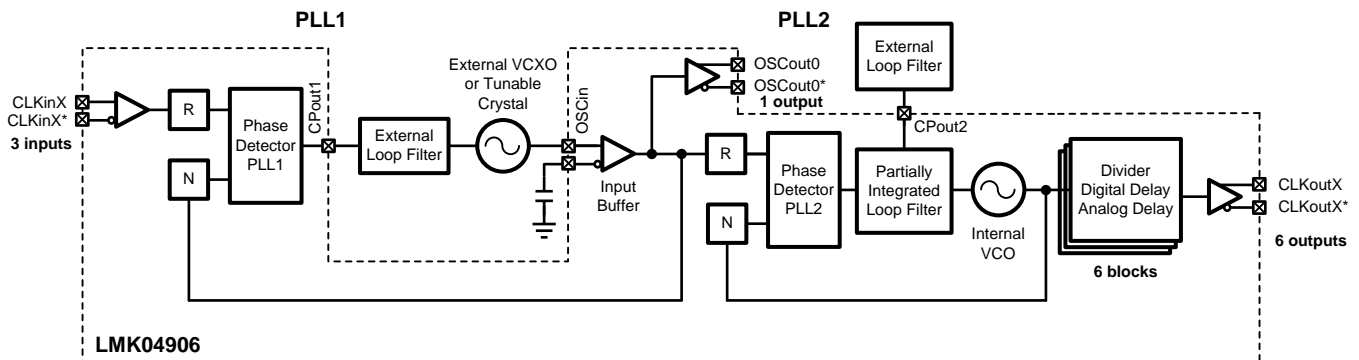 PLL1
PLL2
CLKinX
CLKinX*
3 inputs
R
N
Phase
Detector
PLL1
CPout1
External
Loop Filter
External VCXO
or Tunable
Crystal
OSCin
Input
Buffer
OSCout0
OSCout0*
1 output
External
Loop Filter
CPout2
R
N
Phase
Detector
PLL2
Partially
Integrated
Loop Filter
Internal
VCO
Divider
Digital Delay
Analog Delay
6 blocks
CLKoutX
CLKoutX*
6 outputs
LMK04906